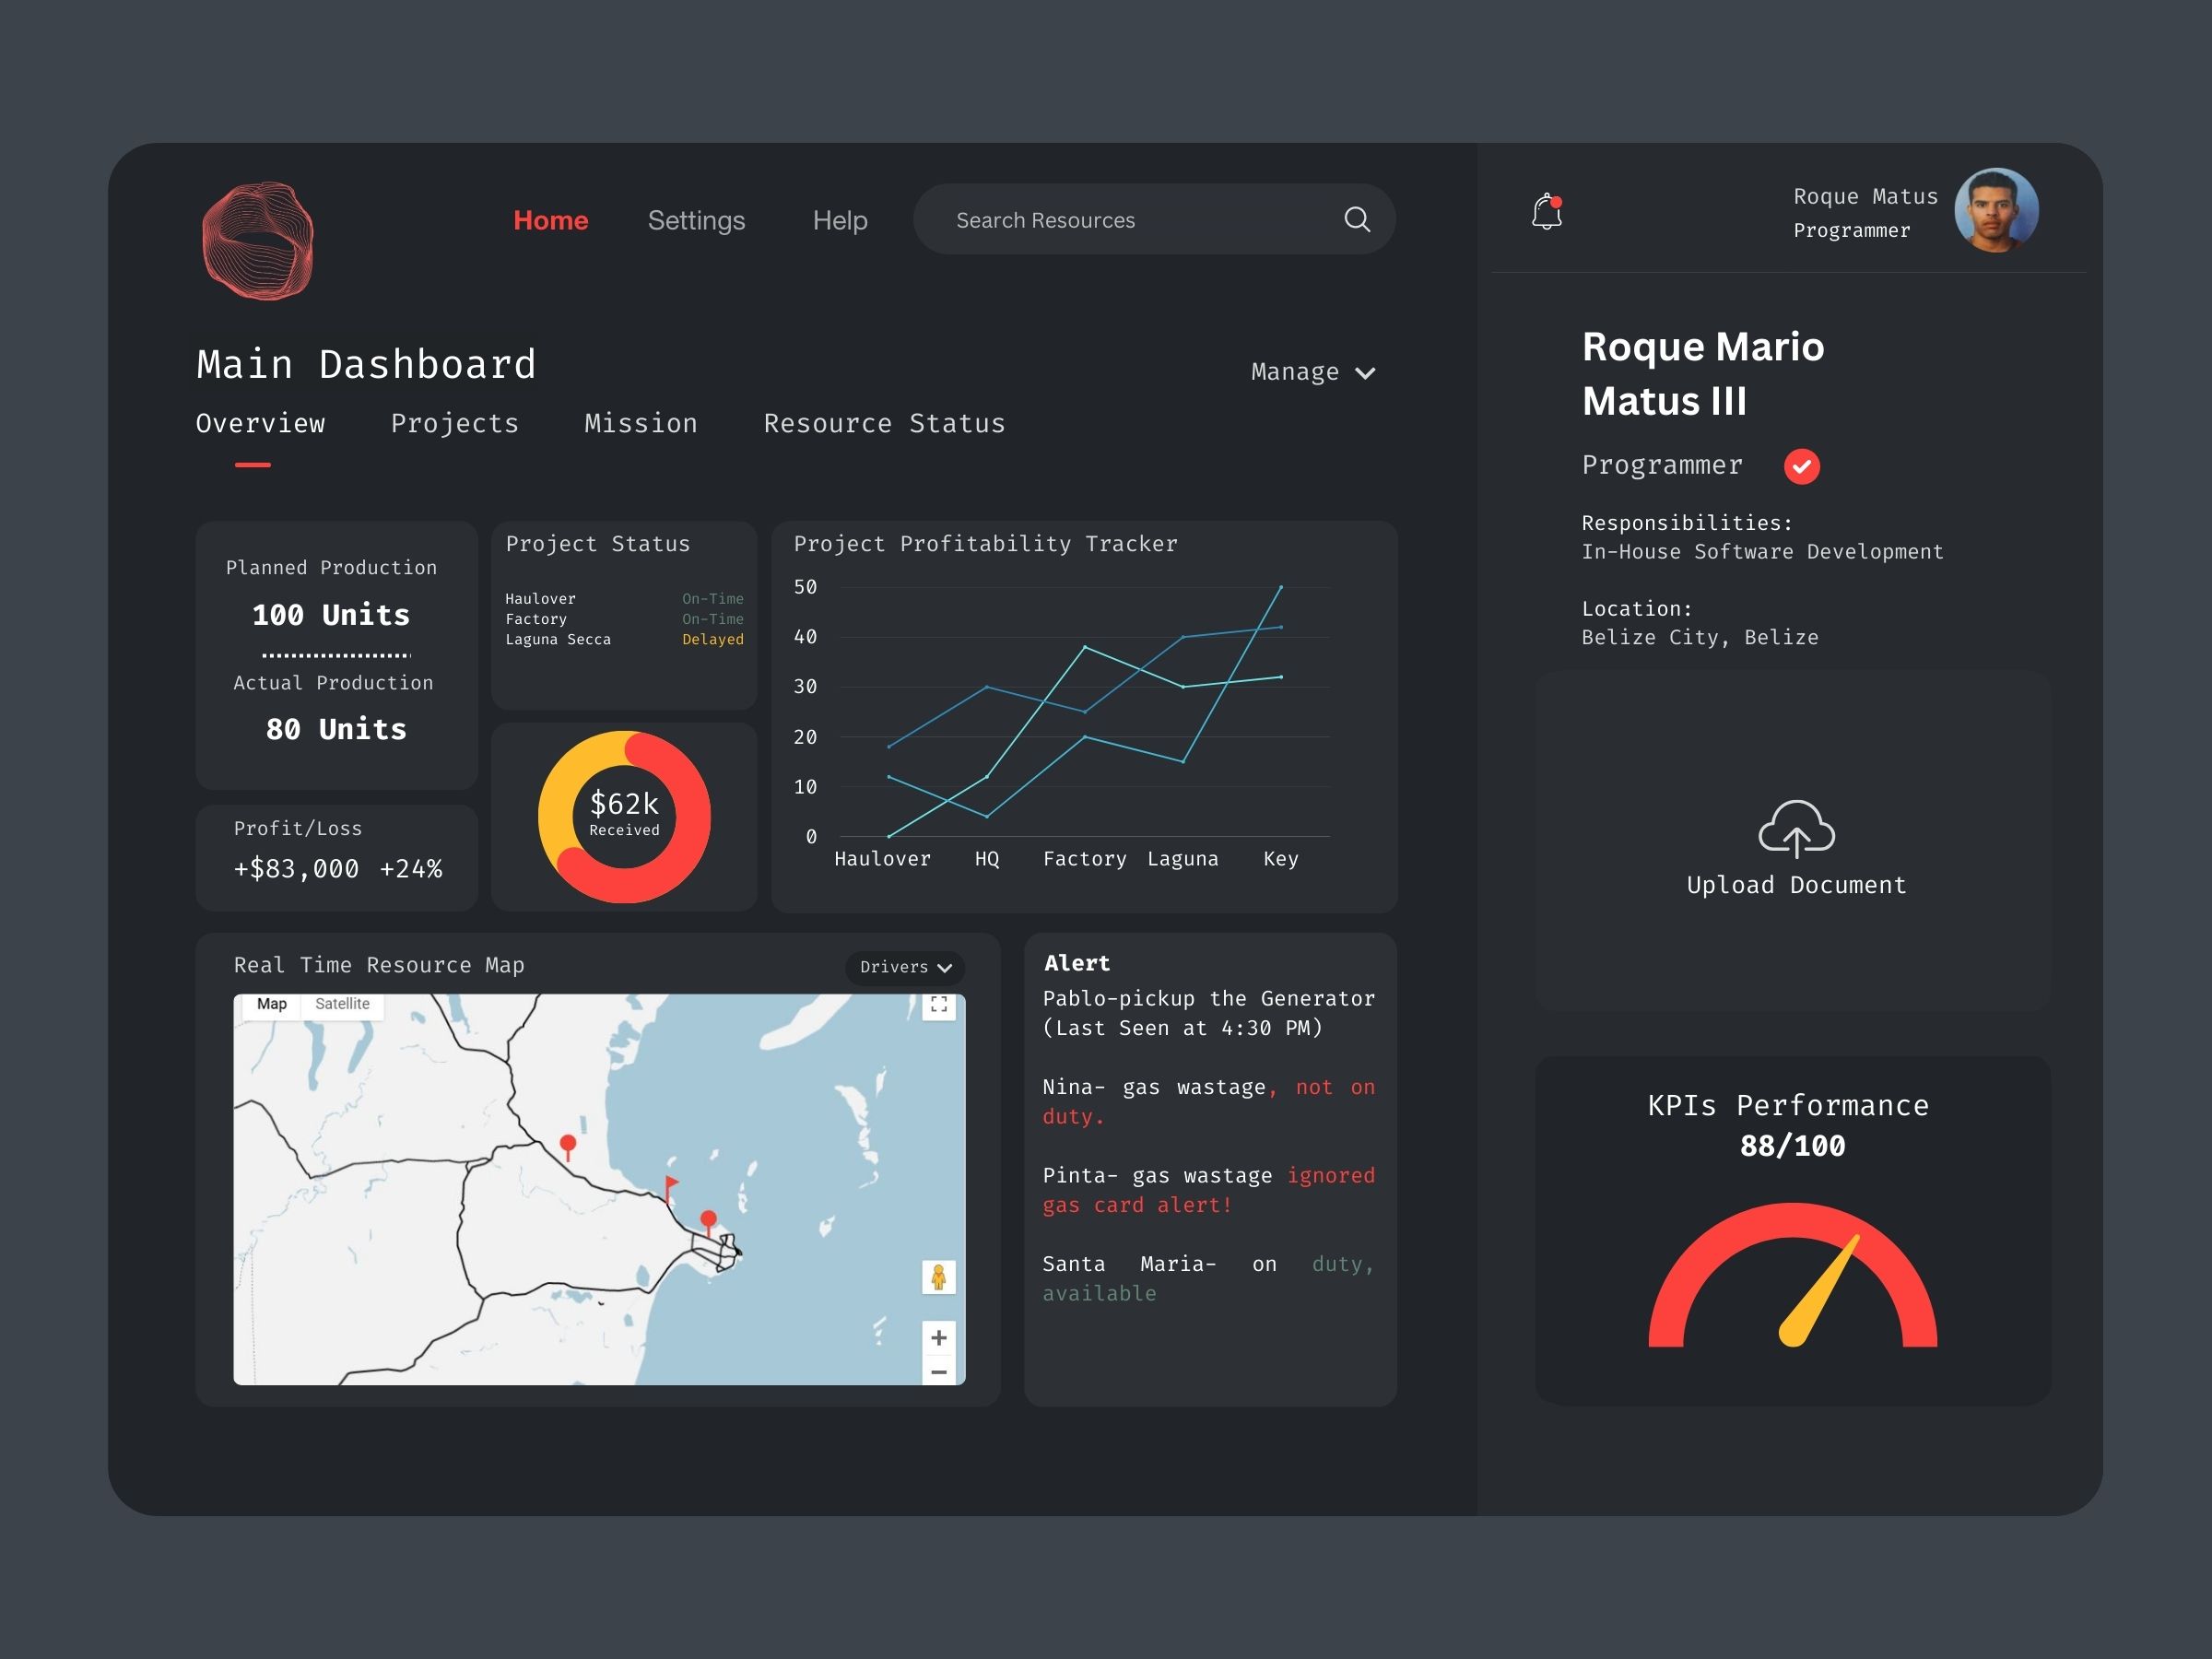 Home
Settings
Help
Search Resources
Roque Matus
Programmer
Main Dashboard
Manage
Overview
Projects
Mission
Resource Status
Planned Production
100 Units
Actual Production
80 Units
Profit/Loss
+$83,000 +24%
Project Status
Haulover On-Time
Factory On-Time
Laguna Secca Delayed
$62k
Received
Project Profitability Tracker
50
40
30
20
10
0
Haulover HQ Factory Laguna Key
Real Time Resource Map
Drivers
Map
Satellite
+
−
Alert
Pablo-pickup the Generator
(Last Seen at 4:30 PM)
Nina- gas wastage, not on
duty.
Pinta- gas wastage ignored
gas card alert!
Santa Maria- on duty,
available
Roque Mario
Matus III
Programmer
Responsibilities:
In-House Software Development
Location:
Belize City, Belize
Upload Document
KPIs Performance
88/100